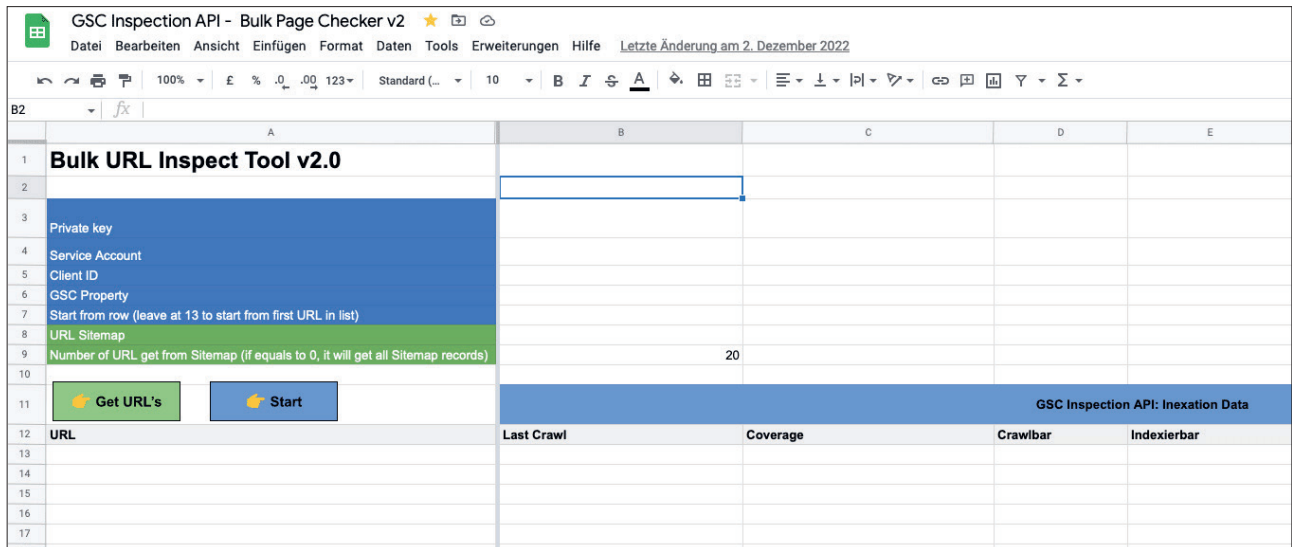 GSC Inspection API - Bulk Page Checker v2
Datei Bearbeiten Ansicht Einfügen Format Daten Tools Erweiterungen Hilfe Letzte Änderung am 2. Dezember 2022
100% £ % .0 .00 123 Standard (... 10 B I S A
B2 fx
A B C D E
1 Bulk URL Inspect Tool v2.0
2
3 Private key
4 Service Account
5 Client ID
6 GSC Property
7 Start from row (leave at 13 to start from first URL in list)
8 URL Sitemap
9 Number of URL get from Sitemap (if equals to 0, it will get all Sitemap records) 20
10
11 👉 Get URL's 👉 Start GSC Inspection API: Inexation Data
12 URL Last Crawl Coverage Crawlbar Indexierbar
13
14
15
16
17